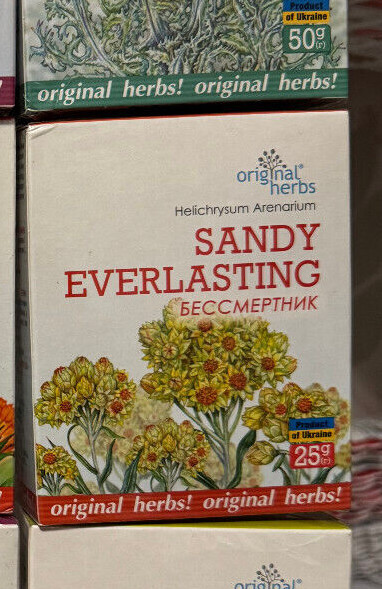 Product
of Ukraine
50g
(г)
original herbs! original herbs!
original®
herbs
Helichrysum Arenarium
SANDY
EVERLASTING
БЕССМЕРТНИК
Product
of Ukraine
25g
(г)
original herbs! original herbs!
original